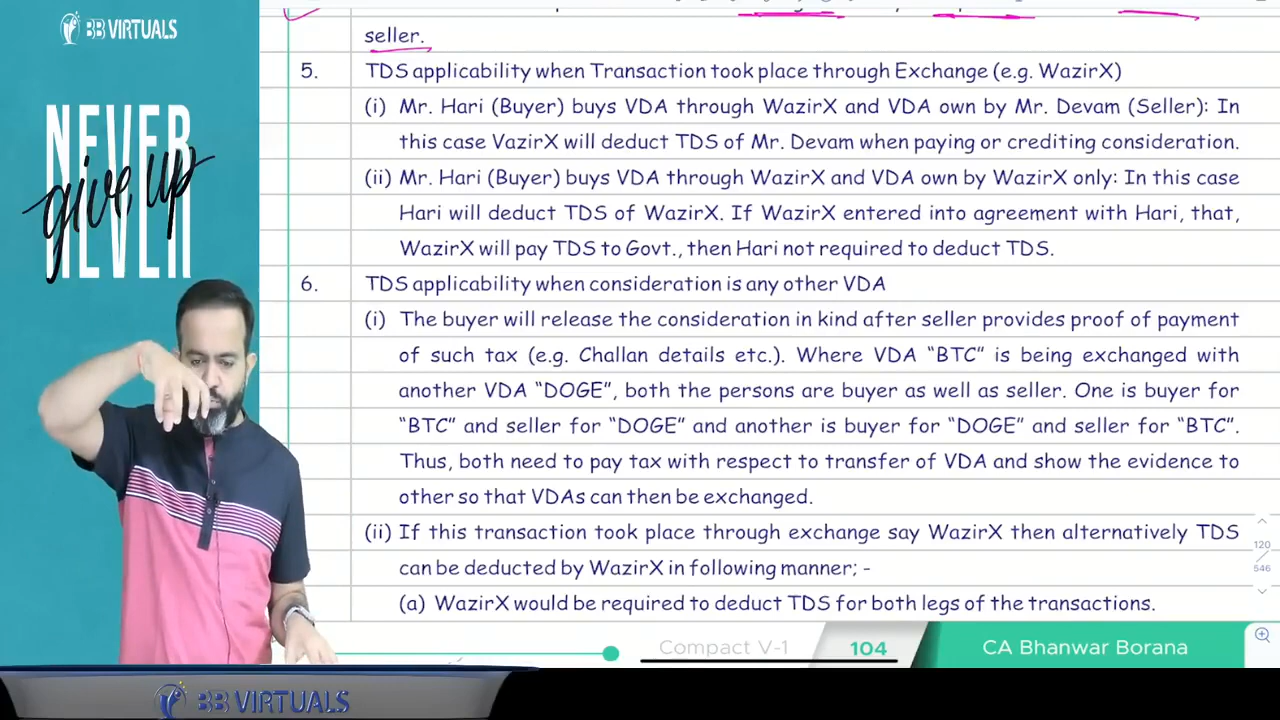 BB VIRTUALS
NEVER
give up
NEVER
seller.
5. TDS applicability when Transaction took place through Exchange (e.g. WazirX)
(i) Mr. Hari (Buyer) buys VDA through WazirX and VDA own by Mr. Devam (Seller): In
this case VazirX will deduct TDS of Mr. Devam when paying or crediting consideration.
(ii) Mr. Hari (Buyer) buys VDA through WazirX and VDA own by WazirX only: In this case
Hari will deduct TDS of WazirX. If WazirX entered into agreement with Hari, that,
WazirX will pay TDS to Govt., then Hari not required to deduct TDS.
6. TDS applicability when consideration is any other VDA
(i) The buyer will release the consideration in kind after seller provides proof of payment
of such tax (e.g. Challan details etc.). Where VDA “BTC” is being exchanged with
another VDA “DOGE”, both the persons are buyer as well as seller. One is buyer for
“BTC” and seller for “DOGE” and another is buyer for “DOGE” and seller for “BTC”.
Thus, both need to pay tax with respect to transfer of VDA and show the evidence to
other so that VDAs can then be exchanged.
(ii) If this transaction took place through exchange say WazirX then alternatively TDS
can be deducted by WazirX in following manner; -
(a) WazirX would be required to deduct TDS for both legs of the transactions.
120
546
Compact V-1 104 CA Bhanwar Borana
BB VIRTUALS